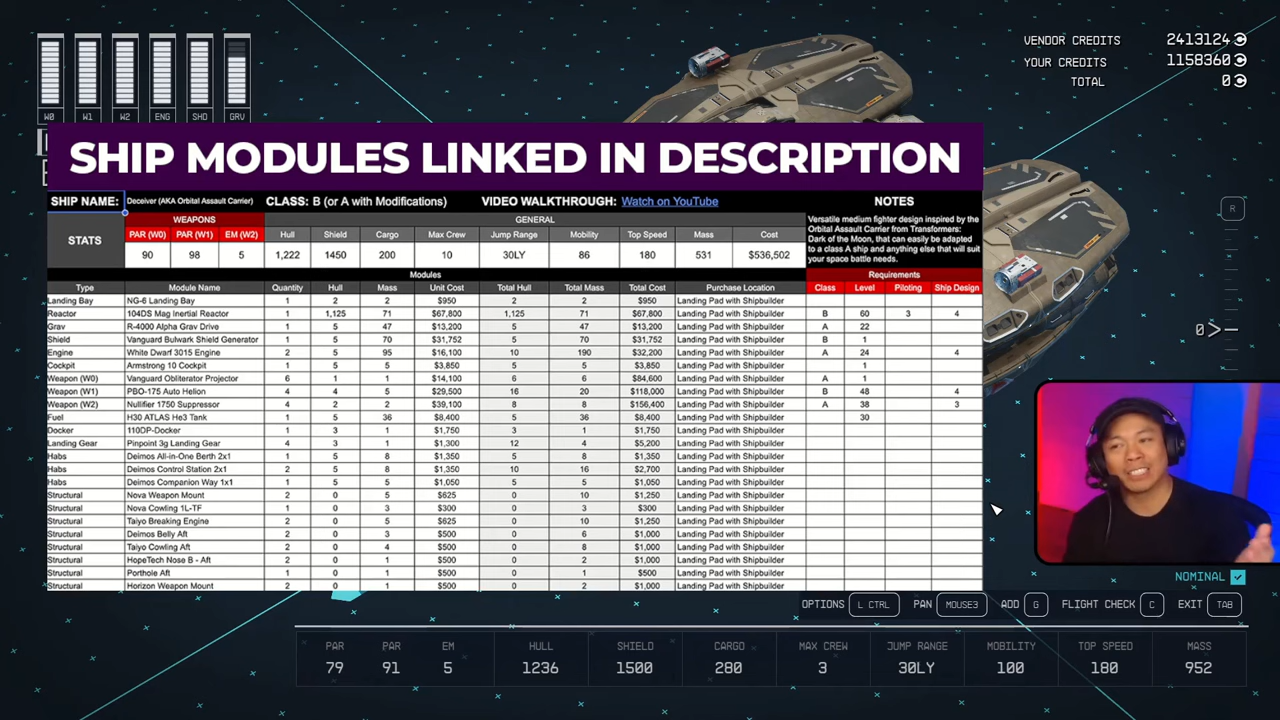 VENDOR CREDITS 2413124
YOUR CREDITS 1158360
TOTAL 0
W0 W1 W2 ENG SHD GRV
SHIP MODULES LINKED IN DESCRIPTION
SHIP NAME: Deceiver (AKA Orbital Assault Carrier) CLASS: B (or A with Modifications) VIDEO WALKTHROUGH: Watch on YouTube NOTES
STATS WEAPONS GENERAL
PAR (W0) PAR (W1) EM (W2) Hull Shield Cargo Max Crew Jump Range Mobility Top Speed Mass Cost
90 98 5 1,222 1450 200 10 30LY 86 180 531 $536,502
Versatile medium fighter design inspired by the
Orbital Assault Carrier from Transformers:
Dark of the Moon, that can easily be adapted
to a class A ship and anything else that will suit
your space battle needs.
Modules Requirements
Type Module Name Quantity Hull Mass Unit Cost Total Hull Total Mass Total Cost Purchase Location Class Level Piloting Ship Design
Landing Bay NG-6 Landing Bay 1 2 2 $950 2 2 $950 Landing Pad with Shipbuilder
Reactor 104DS Mag Inertial Reactor 1 1,125 71 $67,800 1,125 71 $67,800 Landing Pad with Shipbuilder B 60 3 4
Grav R-4000 Alpha Grav Drive 1 5 47 $13,200 5 47 $13,200 Landing Pad with Shipbuilder A 22
Shield Vanguard Bulwark Shield Generator 1 5 70 $31,752 5 70 $31,752 Landing Pad with Shipbuilder B 1
Engine White Dwarf 3015 Engine 2 5 95 $16,100 10 190 $32,200 Landing Pad with Shipbuilder A 24 4
Cockpit Armstrong 10 Cockpit 1 5 5 $3,850 5 5 $3,850 Landing Pad with Shipbuilder 1
Weapon (W0) Vanguard Obliterator Projector 6 1 1 $14,100 6 6 $84,600 Landing Pad with Shipbuilder A 1
Weapon (W1) PBO-175 Auto Helion 4 4 5 $29,500 16 20 $118,000 Landing Pad with Shipbuilder B 48 4
Weapon (W2) Nullifier 1750 Suppressor 4 2 2 $39,100 8 8 $156,400 Landing Pad with Shipbuilder A 38 3
Fuel H30 ATLAS He3 Tank 1 5 36 $8,400 5 36 $8,400 Landing Pad with Shipbuilder 30
Docker 110DP-Docker 1 3 1 $1,750 3 1 $1,750 Landing Pad with Shipbuilder
Landing Gear Pinpoint 3g Landing Gear 4 3 1 $1,300 12 4 $5,200 Landing Pad with Shipbuilder
Habs Deimos All-in-One Berth 2x1 1 5 8 $1,350 5 8 $1,350 Landing Pad with Shipbuilder
Habs Deimos Control Station 2x1 2 5 8 $1,350 10 16 $2,700 Landing Pad with Shipbuilder
Habs Deimos Companion Way 1x1 1 5 5 $1,050 5 5 $1,050 Landing Pad with Shipbuilder
Structural Nova Weapon Mount 2 0 5 $625 0 10 $1,250 Landing Pad with Shipbuilder
Structural Nova Cowling 1L-TF 1 0 3 $300 0 3 $300 Landing Pad with Shipbuilder
Structural Taiyo Breaking Engine 2 0 5 $625 0 10 $1,250 Landing Pad with Shipbuilder
Structural Deimos Belly Aft 2 0 3 $500 0 6 $1,000 Landing Pad with Shipbuilder
Structural Taiyo Cowling Aft 2 0 4 $500 0 8 $1,000 Landing Pad with Shipbuilder
Structural HopeTech Nose B - Aft 2 0 1 $500 0 2 $1,000 Landing Pad with Shipbuilder
Structural Porthole Aft 1 0 1 $500 0 1 $500 Landing Pad with Shipbuilder
Structural Horizon Weapon Mount 2 0 1 $500 0 2 $1,000 Landing Pad with Shipbuilder
R
0
NOMINAL
OPTIONS L CTRL PAN MOUSE3 ADD G FLIGHT CHECK C EXIT TAB
PAR PAR EM HULL SHIELD CARGO MAX CREW JUMP RANGE MOBILITY TOP SPEED MASS
79 91 5 1236 1500 280 3 30LY 100 180 952